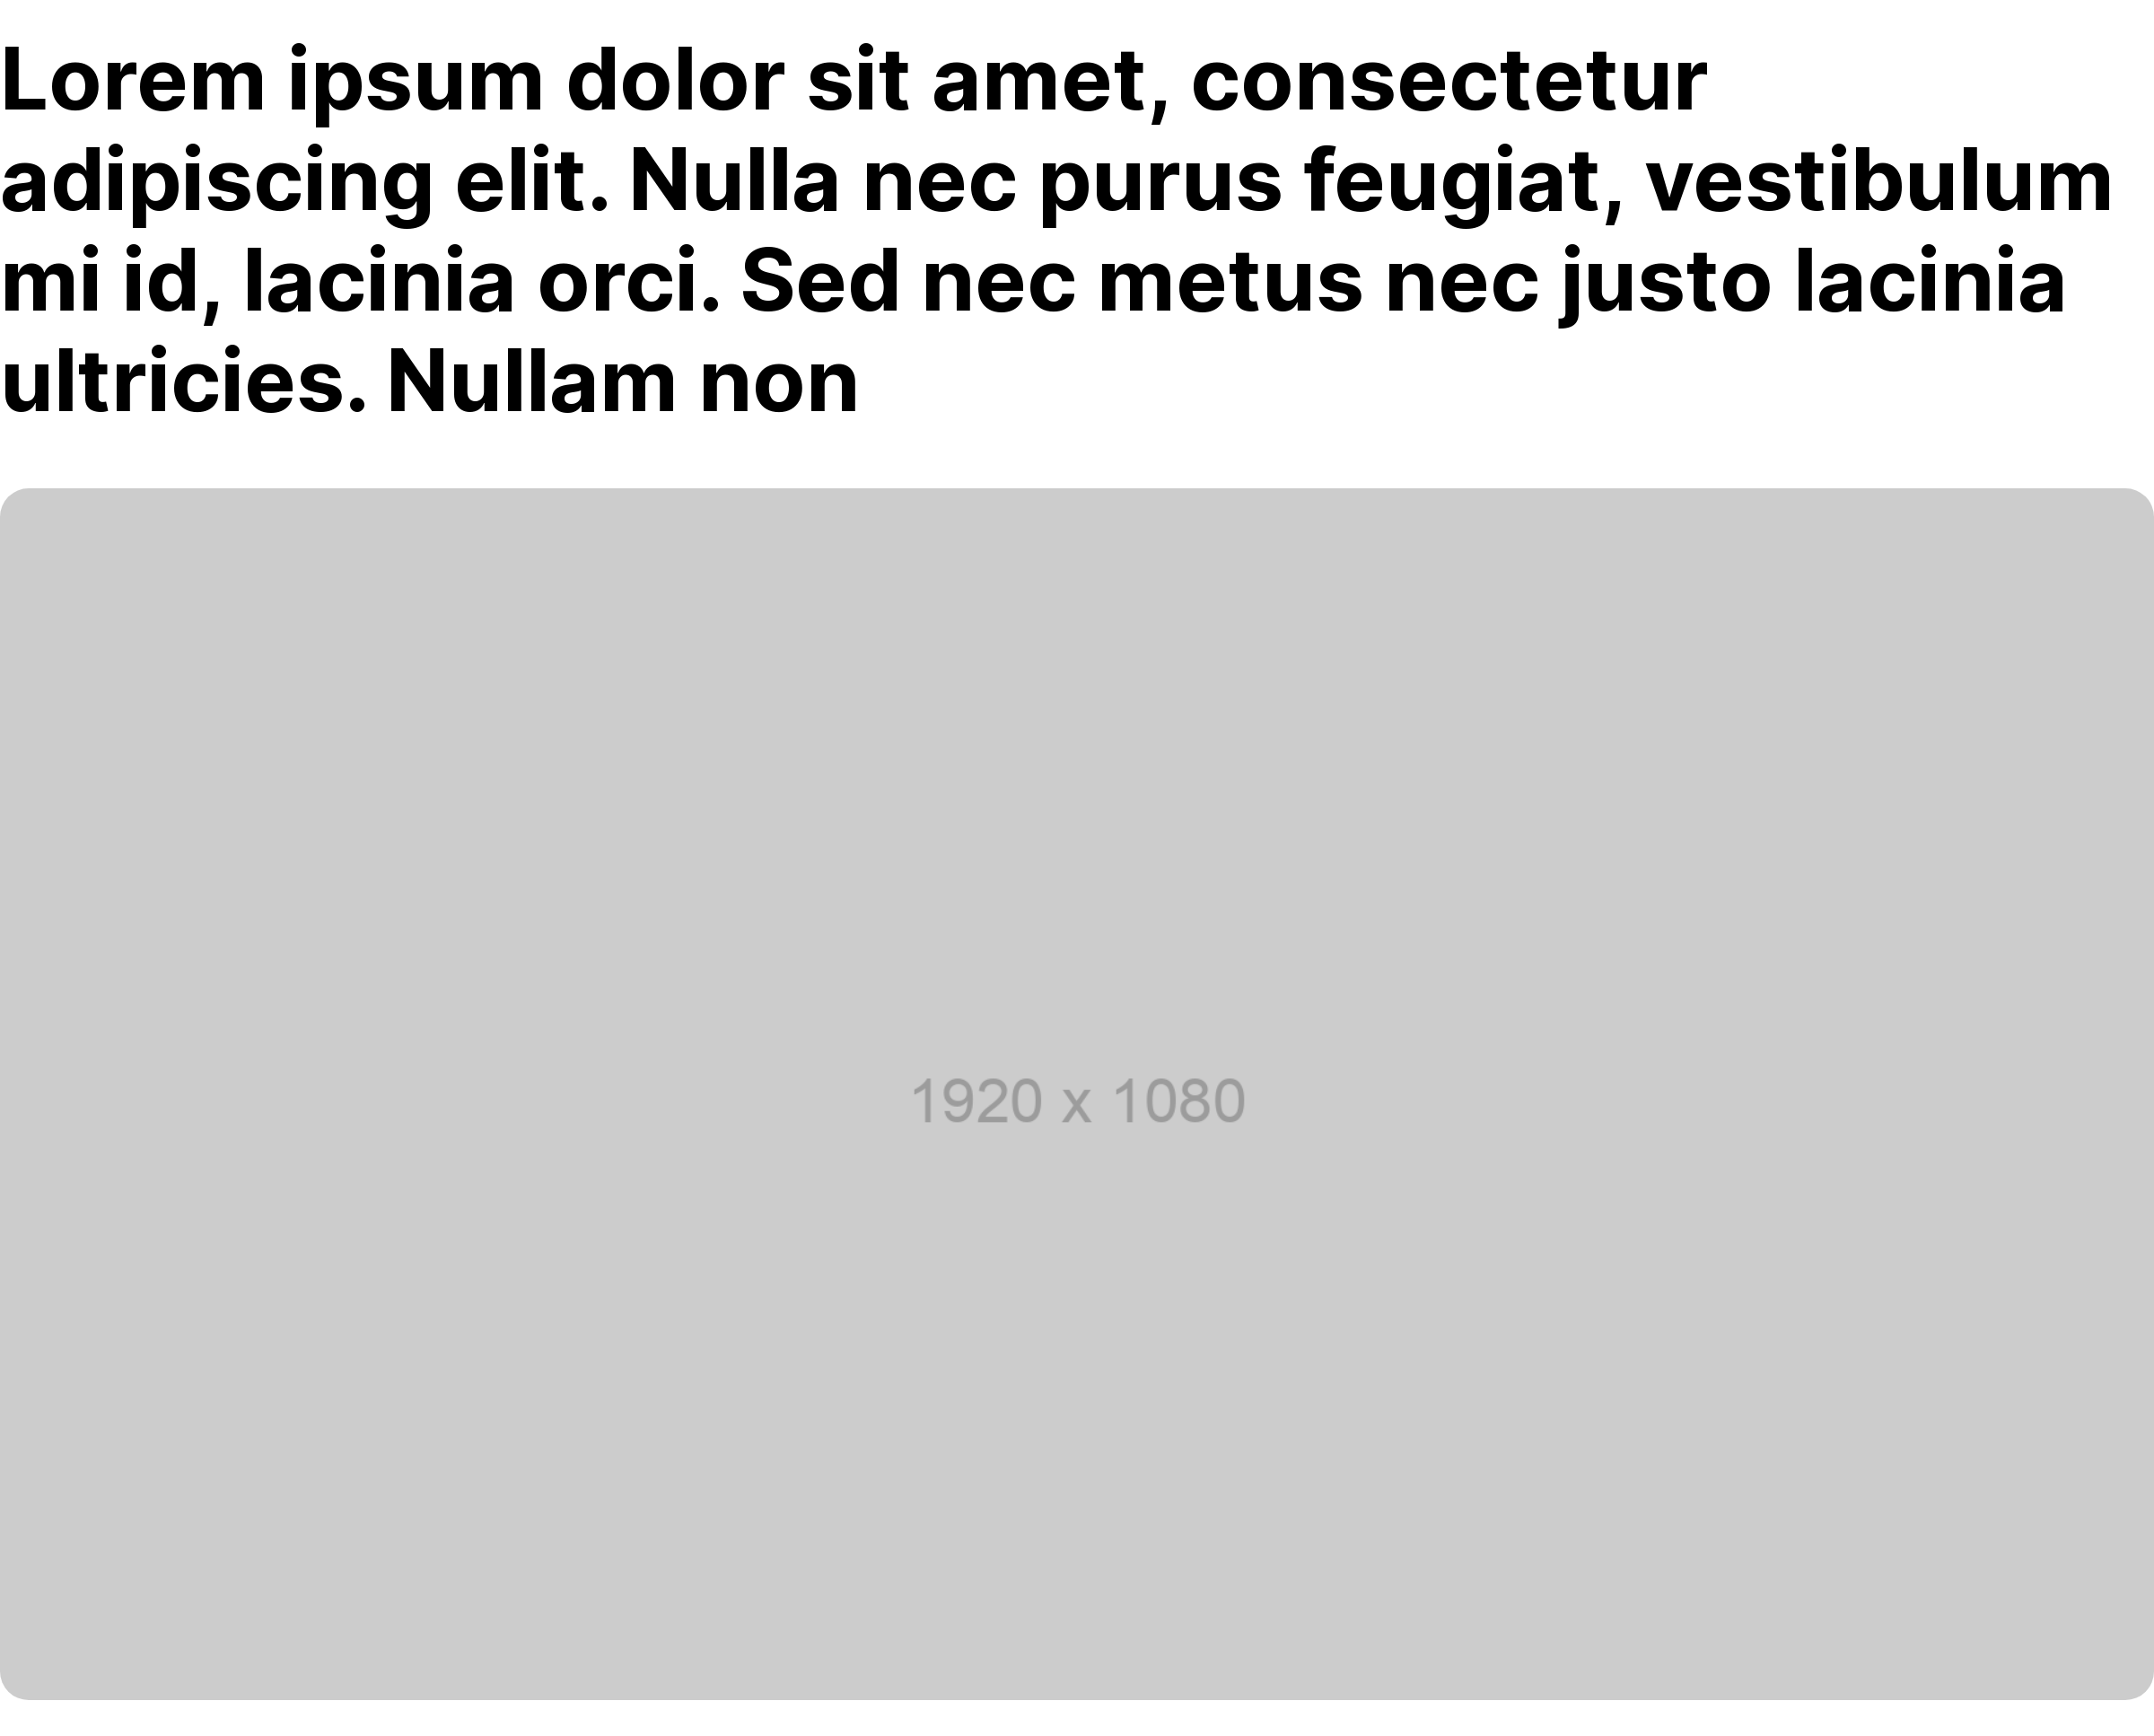 Lorem ipsum dolor sit amet, consectetur
adipiscing elit. Nulla nec purus feugiat, vestibulum
mi id, lacinia orci. Sed nec metus nec justo lacinia
ultricies. Nullam non
1920 x 1080